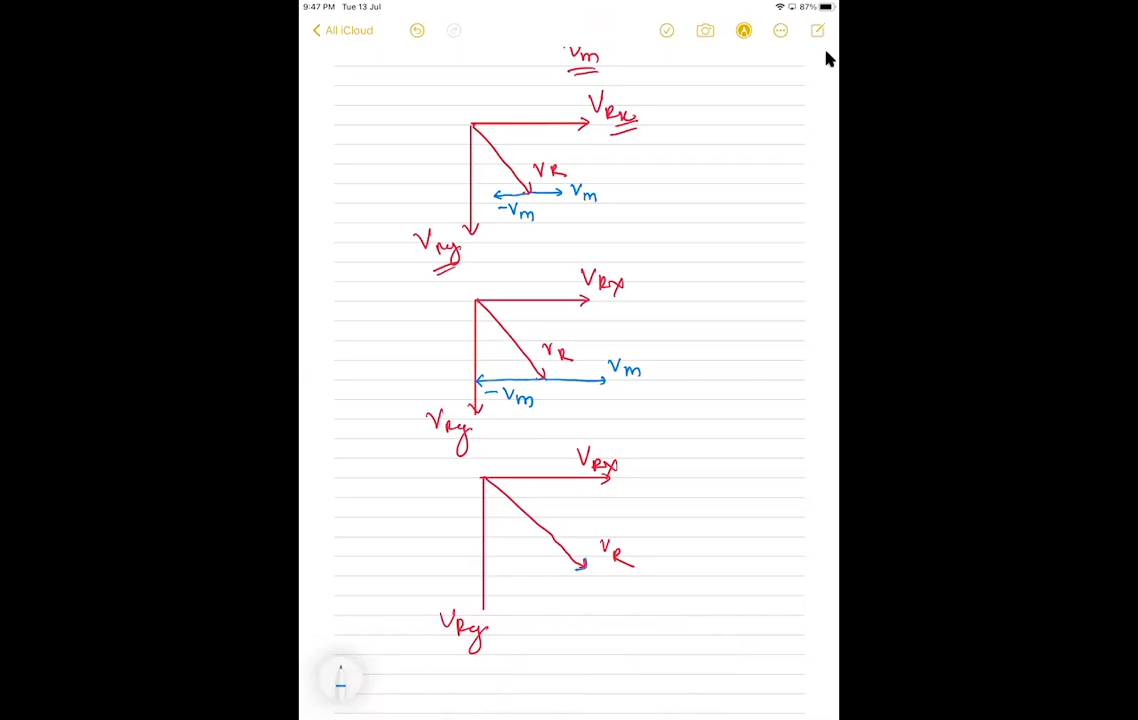 9:47 PM Tue 13 Jul
87%
All iCloud
Vm
VRx
VR
Vm
-Vm
VRy
VRx
VR
Vm
-Vm
VRy
VRx
VR
VRy